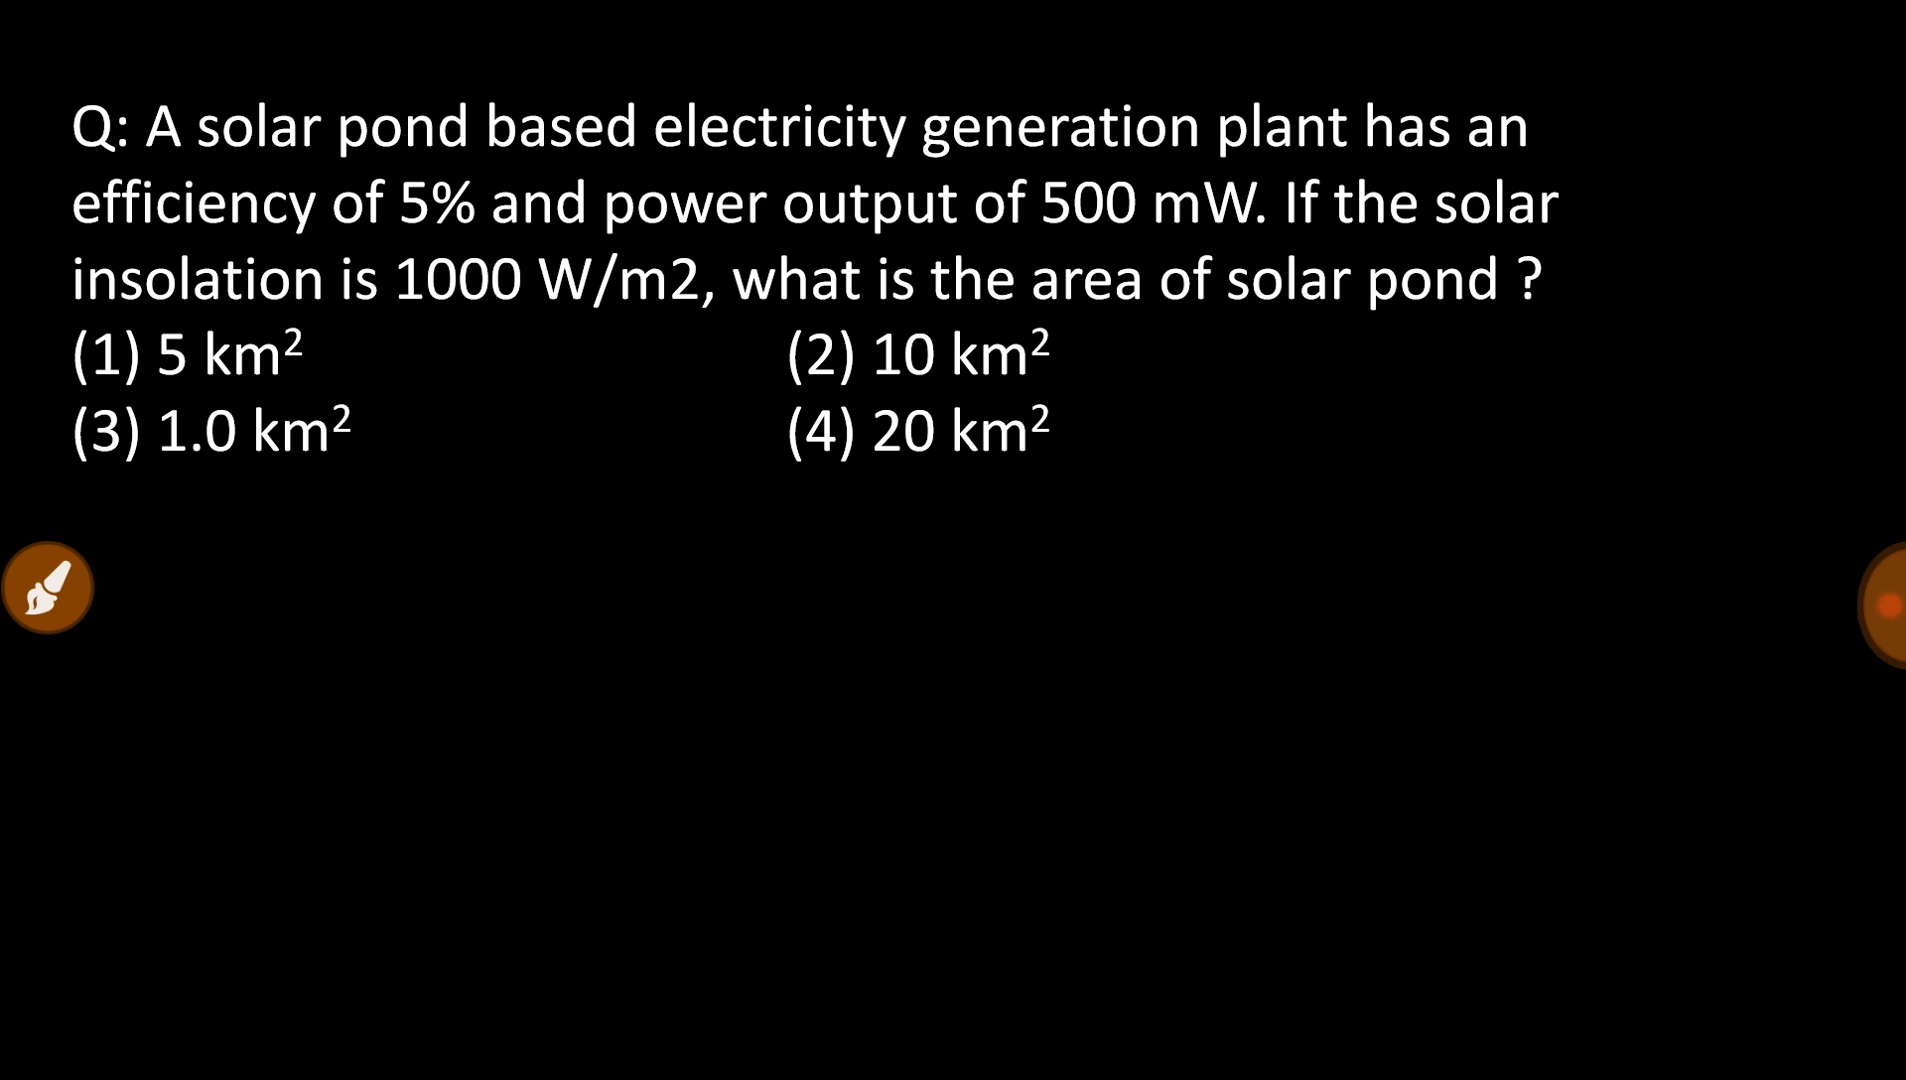 Q: A solar pond based electricity generation plant has an
efficiency of 5% and power output of 500 mW. If the solar
insolation is 1000 W/m2, what is the area of solar pond ?
(1) 5 km² (2) 10 km²
(3) 1.0 km² (4) 20 km²